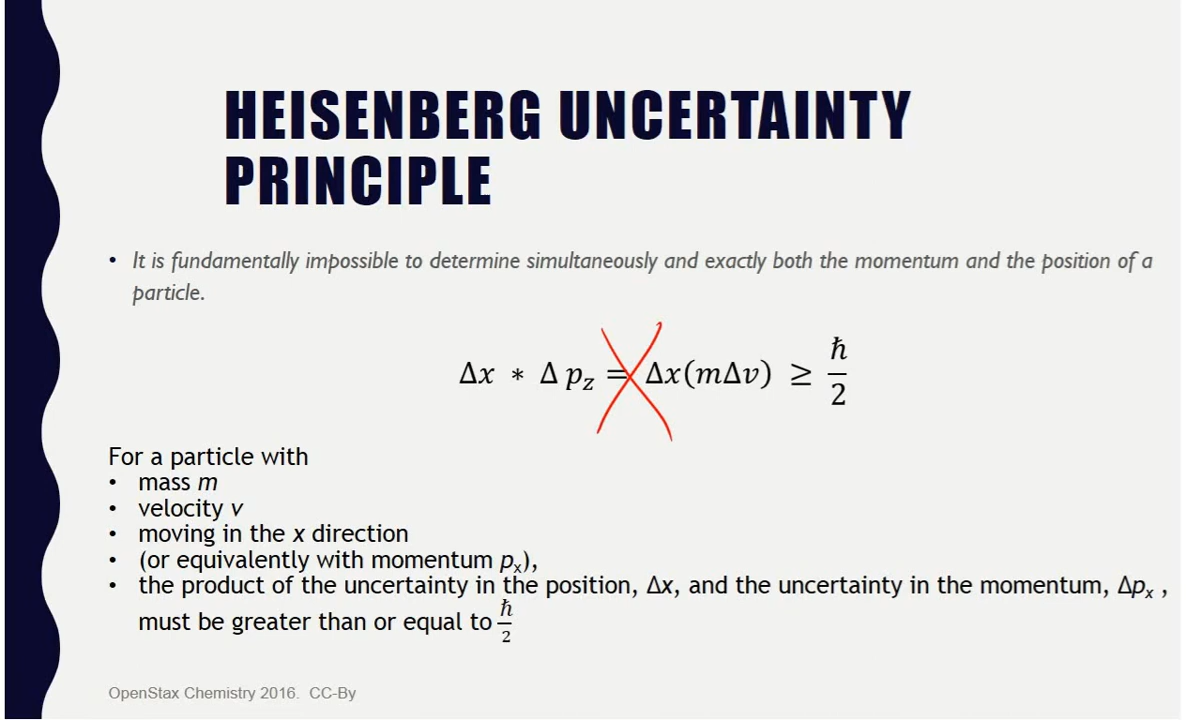 HEISENBERG UNCERTAINTY
PRINCIPLE
• It is fundamentally impossible to determine simultaneously and exactly both the momentum and the position of a
particle.
Δx * Δ p_z = Δx(mΔv) ≥ ℏ/2
For a particle with
• mass m
• velocity v
• moving in the x direction
• (or equivalently with momentum pₓ),
• the product of the uncertainty in the position, Δx, and the uncertainty in the momentum, Δpₓ ,
must be greater than or equal to ℏ/2
OpenStax Chemistry 2016. CC-By